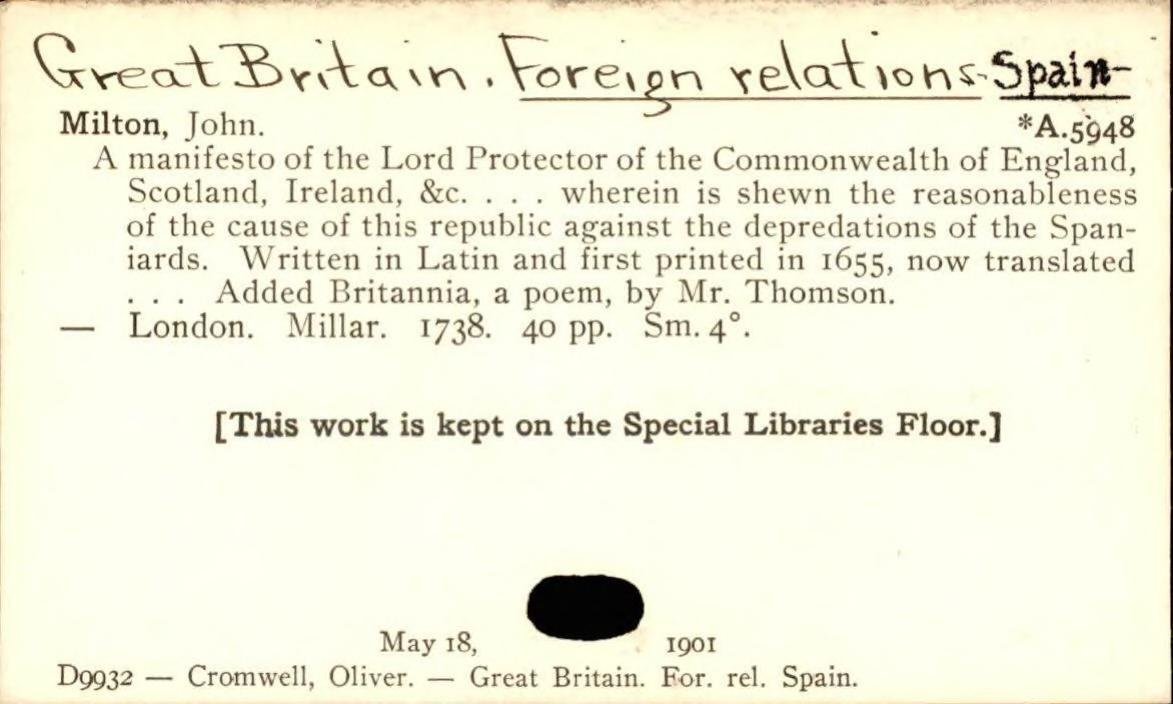 Great Britain. Foreign relations-Spain-
Milton, John. *A.5948
A manifesto of the Lord Protector of the Commonwealth of England,
Scotland, Ireland, &c. . . . wherein is shewn the reasonableness
of the cause of this republic against the depredations of the Span-
iards. Written in Latin and first printed in 1655, now translated
. . . Added Britannia, a poem, by Mr. Thomson.
— London. Millar. 1738. 40 pp. Sm. 4°.
[This work is kept on the Special Libraries Floor.]
May 18, 1901
D9932 — Cromwell, Oliver. — Great Britain. For. rel. Spain.